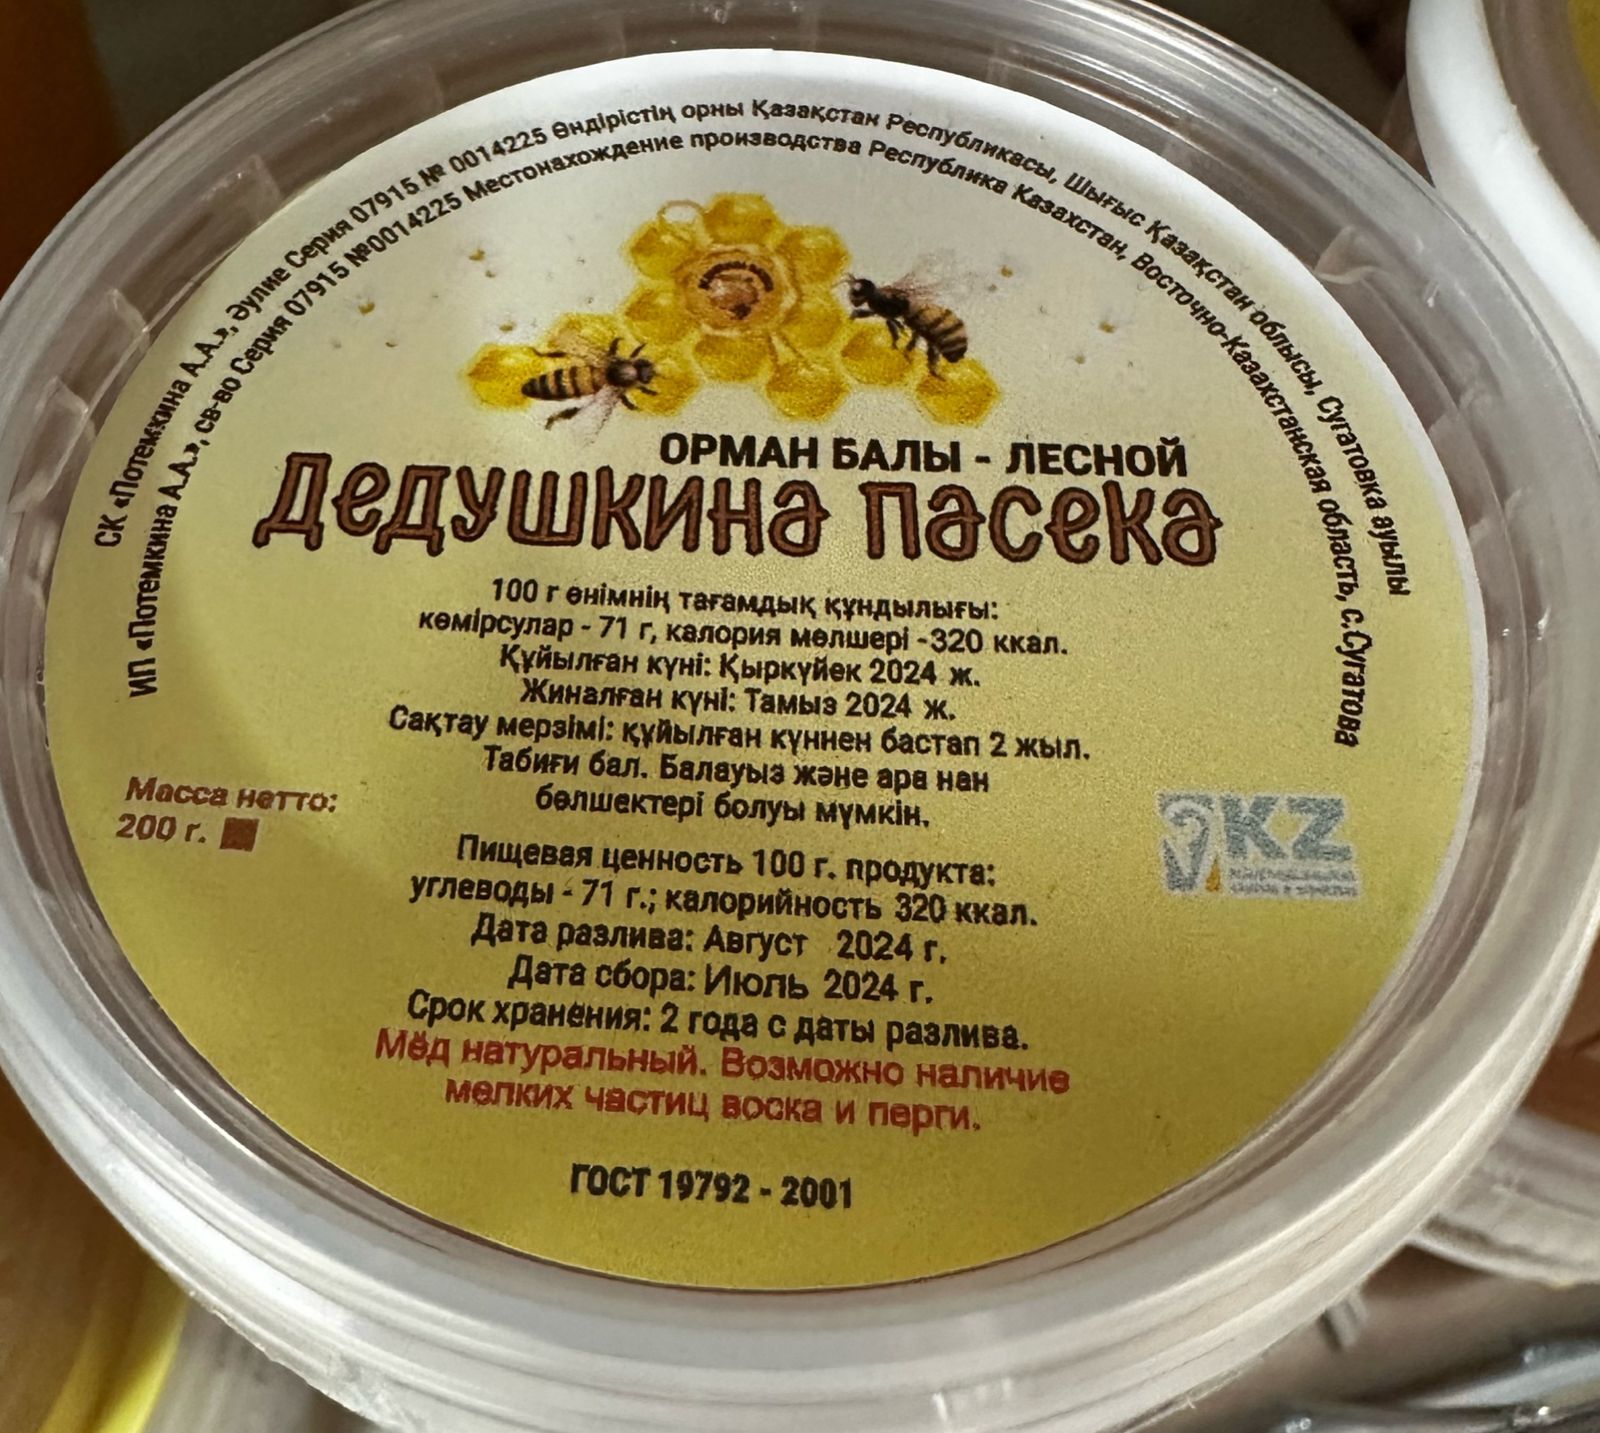 СК «Потемкина А.А.», Әулие Серия 07915 № 0014225 Өндірістің орны Қазақстан Республикасы, Шығыс Қазақстан облысы, Сугатовка ауылы
ИП «Потемкина А.А.», св-во Серия 07915 №0014225 Местонахождение производства Республика Казахстан, Восточно-Казахстанская область, с.Сугатова
ОРМАН БАЛЫ - ЛЕСНОЙ
ДЕДУШКИНА ПАСЕКА
100 г өнімнің тағамдық құндылығы:
көмірсулар - 71 г, калория мөлшері -320 ккал.
Құйылған күні: Қыркүйек 2024 ж.
Жиналған күні: Тамыз 2024 ж.
Сақтау мерзімі: құйылған күннен бастап 2 жыл.
Табиғи бал. Балауыз және ара нан
бөлшектері болуы мүмкін.
Масса нетто:
200 г.
KZ
Пищевая ценность 100 г. продукта:
углеводы - 71 г.; калорийность 320 ккал.
Дата разлива: Август 2024 г.
Дата сбора: Июль 2024 г.
Срок хранения: 2 года с даты разлива.
Мёд натуральный. Возможно наличие
мелких частиц воска и перги.
ГОСТ 19792 - 2001